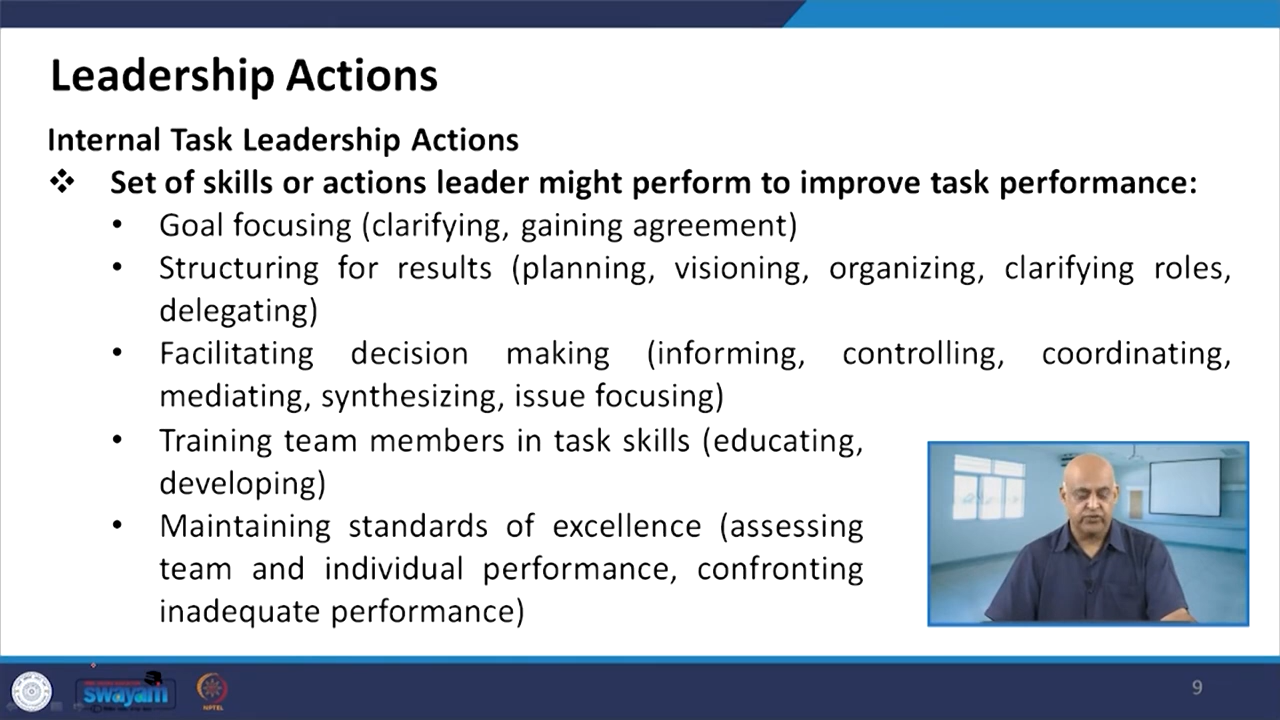 Leadership Actions
Internal Task Leadership Actions
❖ Set of skills or actions leader might perform to improve task performance:
• Goal focusing (clarifying, gaining agreement)
• Structuring for results (planning, visioning, organizing, clarifying roles,
delegating)
• Facilitating decision making (informing, controlling, coordinating,
mediating, synthesizing, issue focusing)
• Training team members in task skills (educating,
developing)
• Maintaining standards of excellence (assessing
team and individual performance, confronting
inadequate performance)
swayam
NPTEL
9